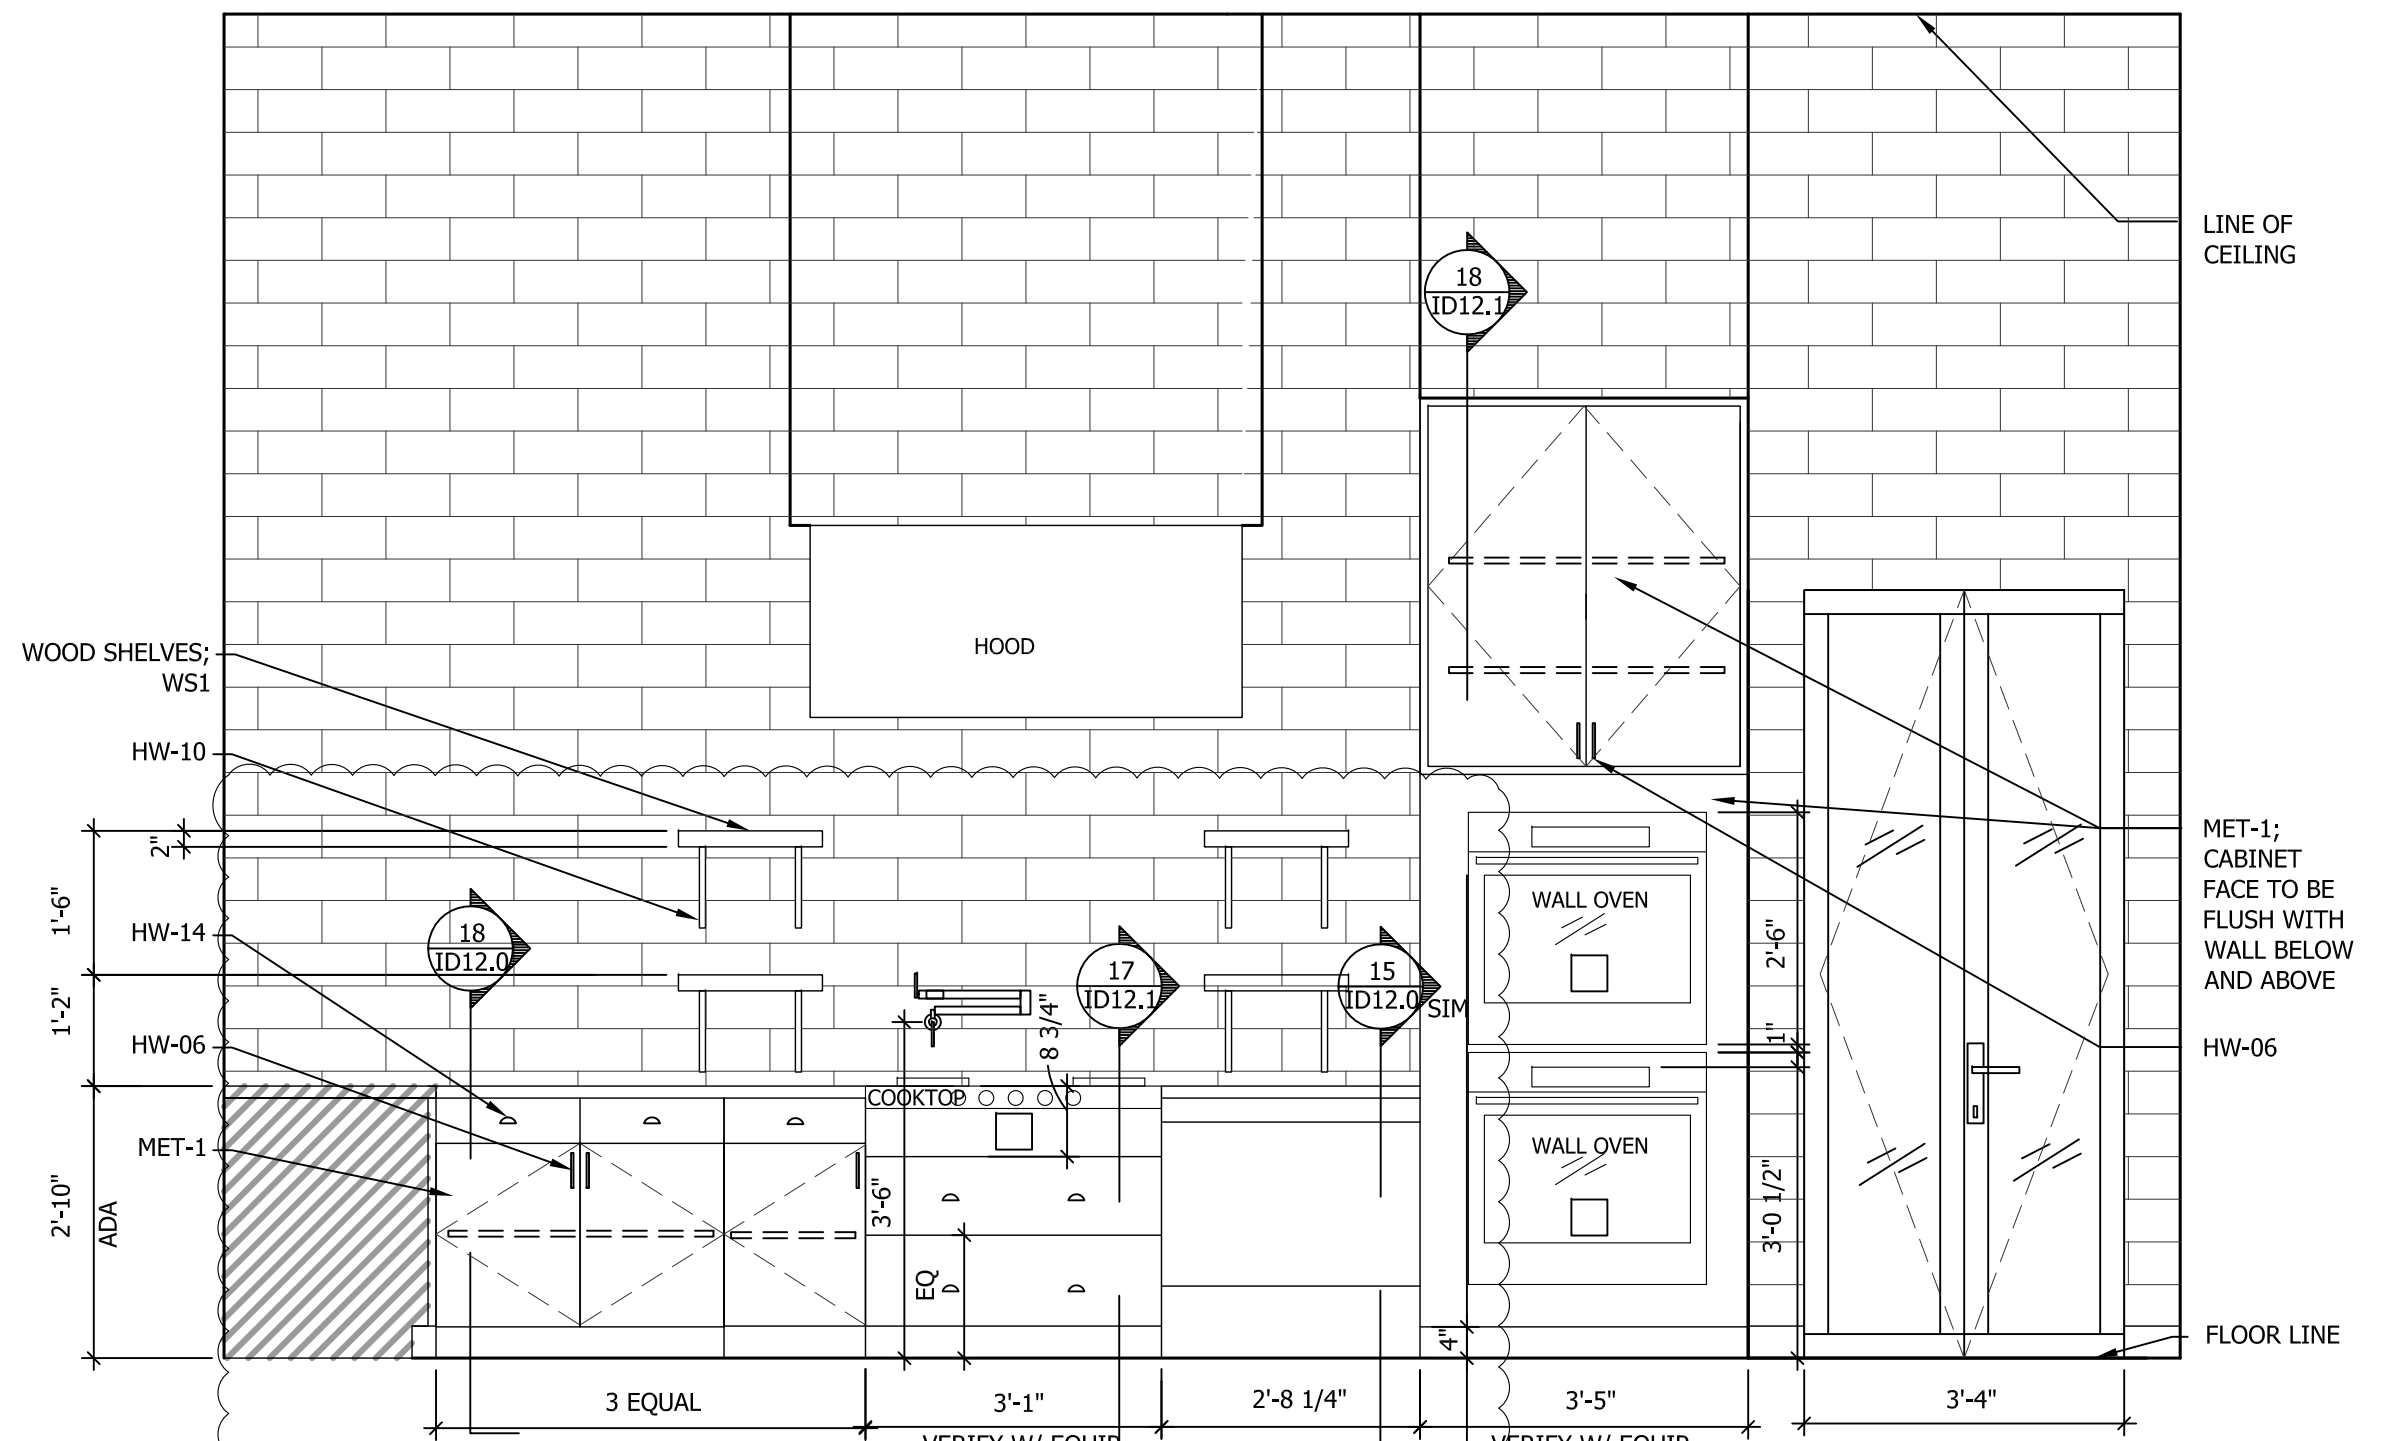 LINE OF
CEILING
18
ID12.1
HOOD
WOOD SHELVES;
WS1
HW-10
HW-14
HW-06
MET-1
2"
1'-6"
1'-2"
2'-10"
ADA
18
ID12.0
17
ID12.1
15
ID12.0
SIM
8 3/4"
COOKTOP
3'-6"
EQ
WALL OVEN
WALL OVEN
2'-6"
1"
3'-0 1/2"
4"
MET-1;
CABINET
FACE TO BE
FLUSH WITH
WALL BELOW
AND ABOVE
HW-06
FLOOR LINE
3 EQUAL
3'-1"
2'-8 1/4"
3'-5"
3'-4"
VERIFY W/ EQUIP
VERIFY W/ EQUIP